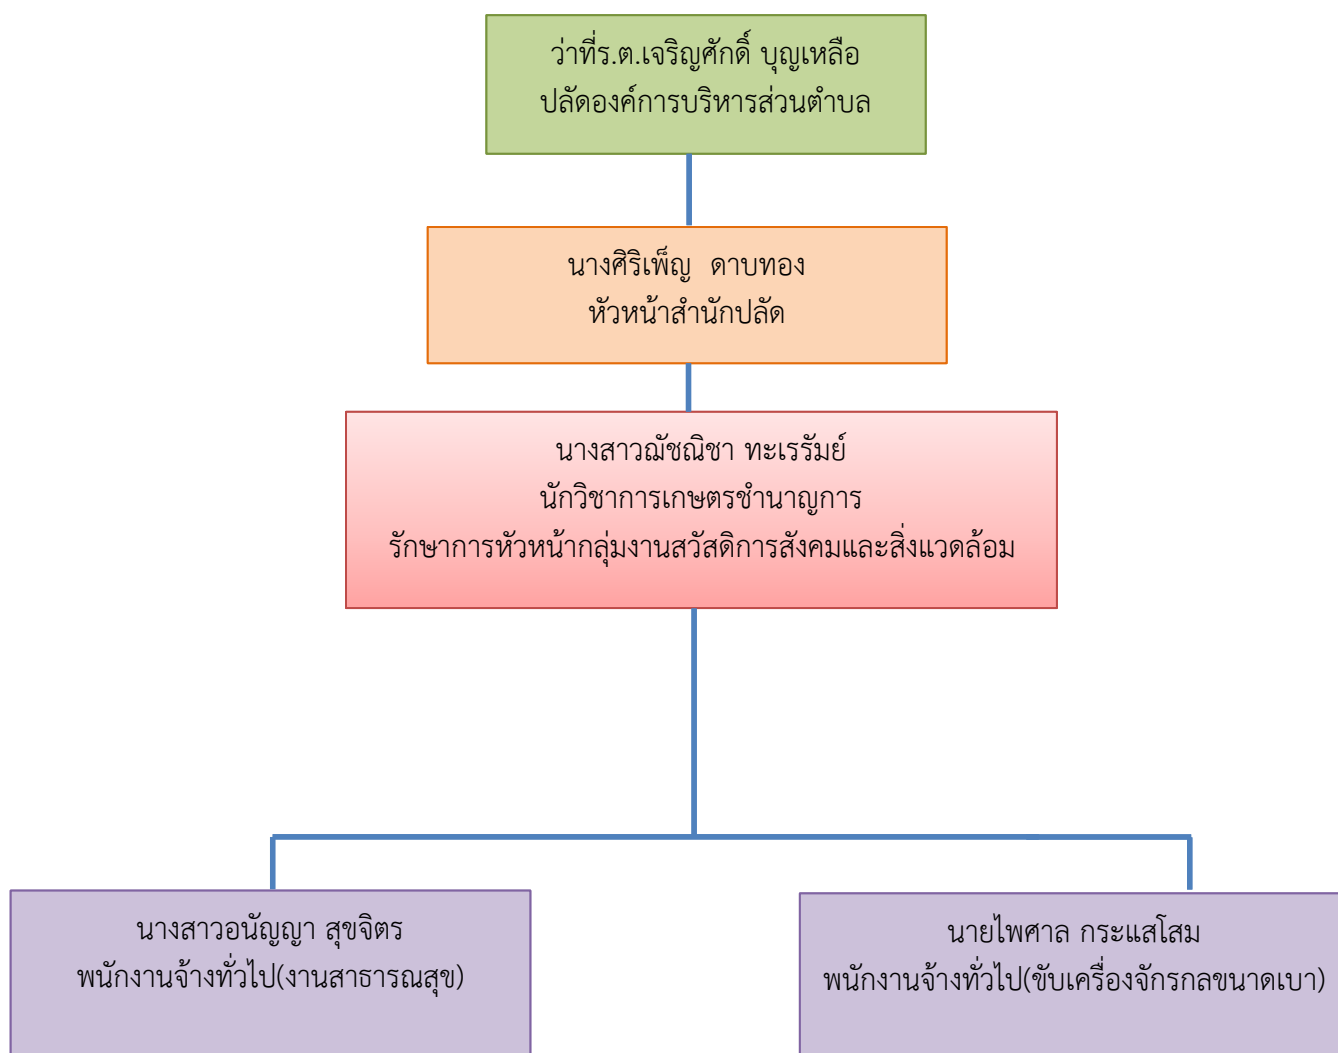 ว่าที่ร.ต.เจริญศักดิ์ บุญเหลือ
ปลัดองค์การบริหารส่วนตำบล
นางศิริเพ็ญ  ดาบทอง
หัวหน้าสำนักปลัด
นางสาวฌัชณิชา ทะเรรัมย์
นักวิชาการเกษตรชำนาญการ
รักษาการหัวหน้ากลุ่มงานสวัสดิการสังคมและสิ่งแวดล้อม
นางสาวอนัญญา สุขจิตร
พนักงานจ้างทั่วไป(งานสาธารณสุข)
นายไพศาล กระแสโสม
พนักงานจ้างทั่วไป(ขับเครื่องจักรกลขนาดเบา)